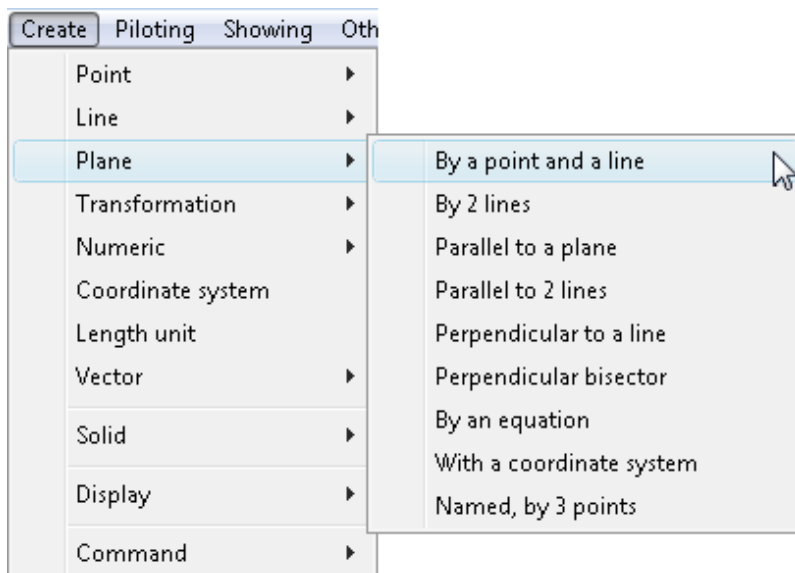 Create Piloting Showing Oth
Point
Line
Plane
Transformation
Numeric
Coordinate system
Length unit
Vector
Solid
Display
Command
By a point and a line
By 2 lines
Parallel to a plane
Parallel to 2 lines
Perpendicular to a line
Perpendicular bisector
By an equation
With a coordinate system
Named, by 3 points